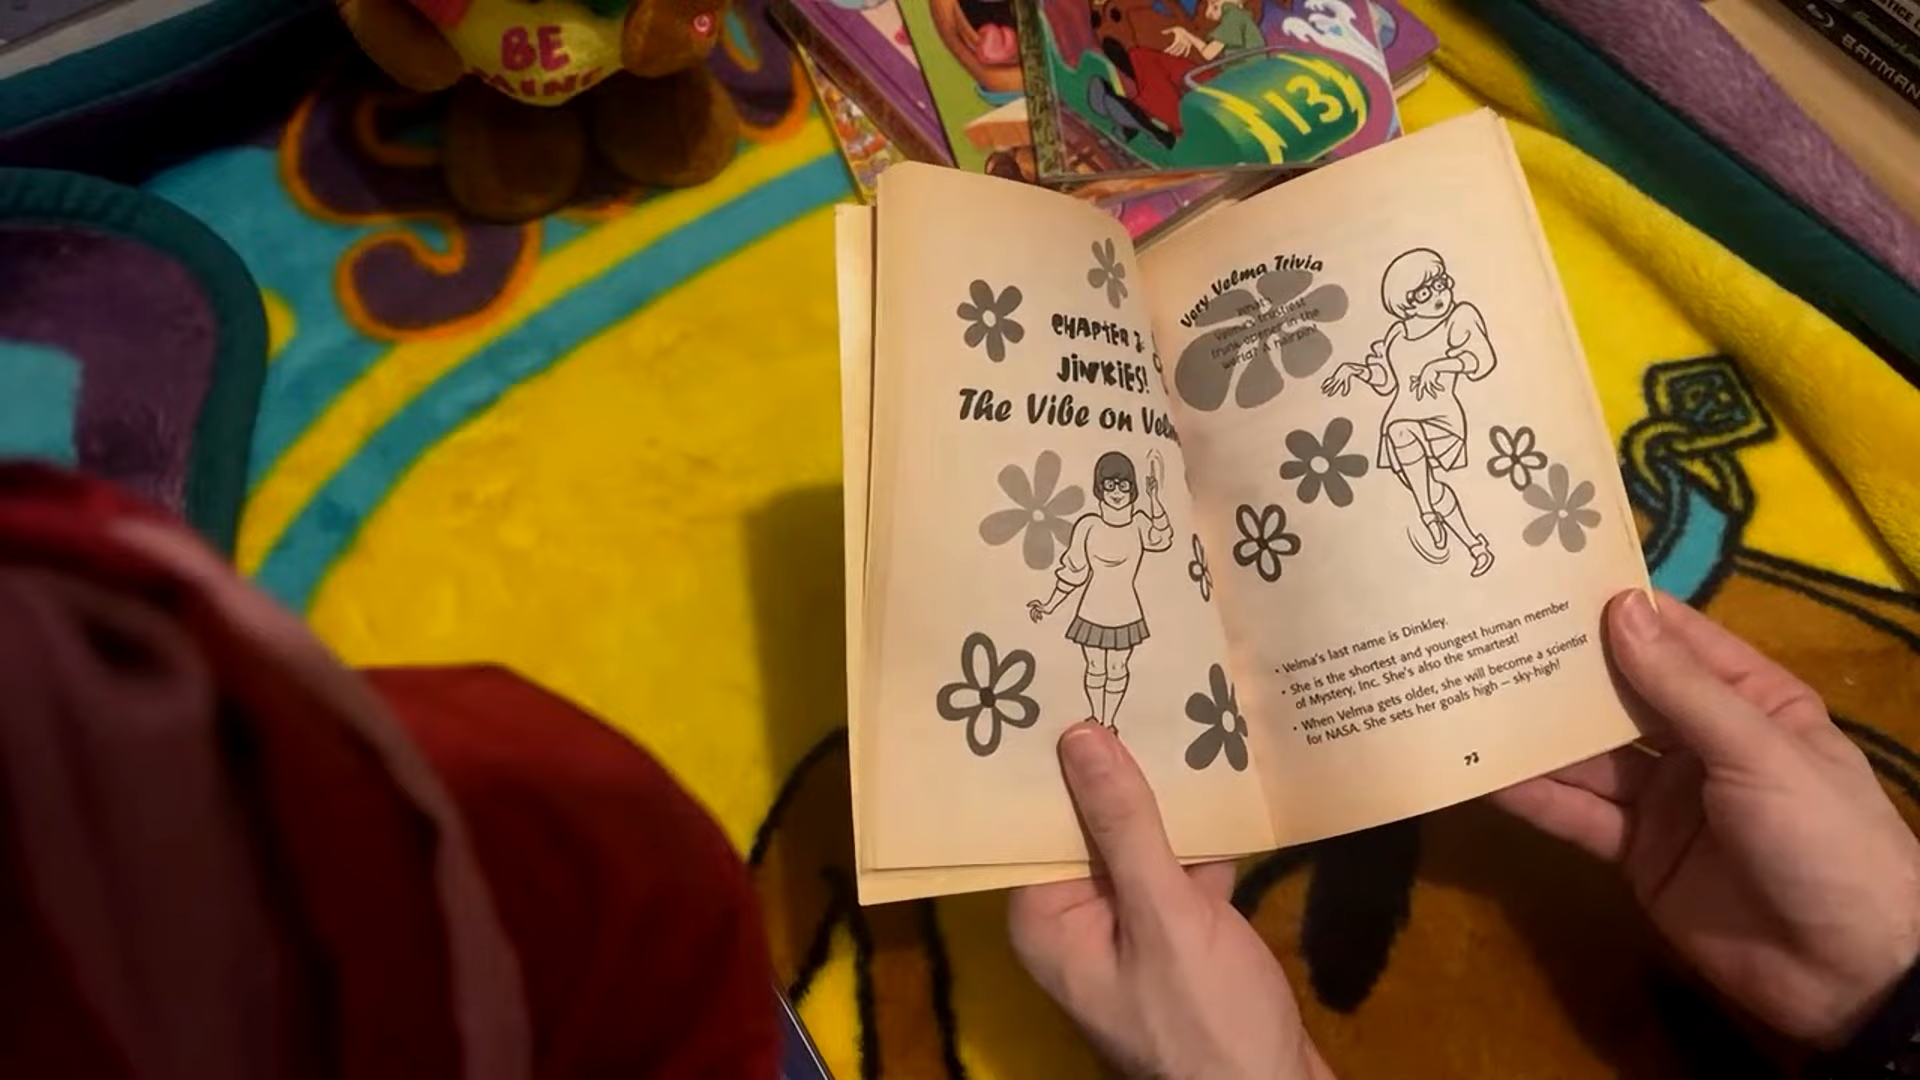 BE
MINE
13
BATMAN
CHAPTER 7
JINKIES!
The Vibe on Velm
Very Velma Trivia
What's
Velma's trustiest
trunk-opener in the
world? A hairpin!
• Velma's last name is Dinkley.
• She is the shortest and youngest human member
of Mystery, Inc. She's also the smartest!
• When Velma gets older, she will become a scientist
for NASA. She sets her goals high — sky-high!